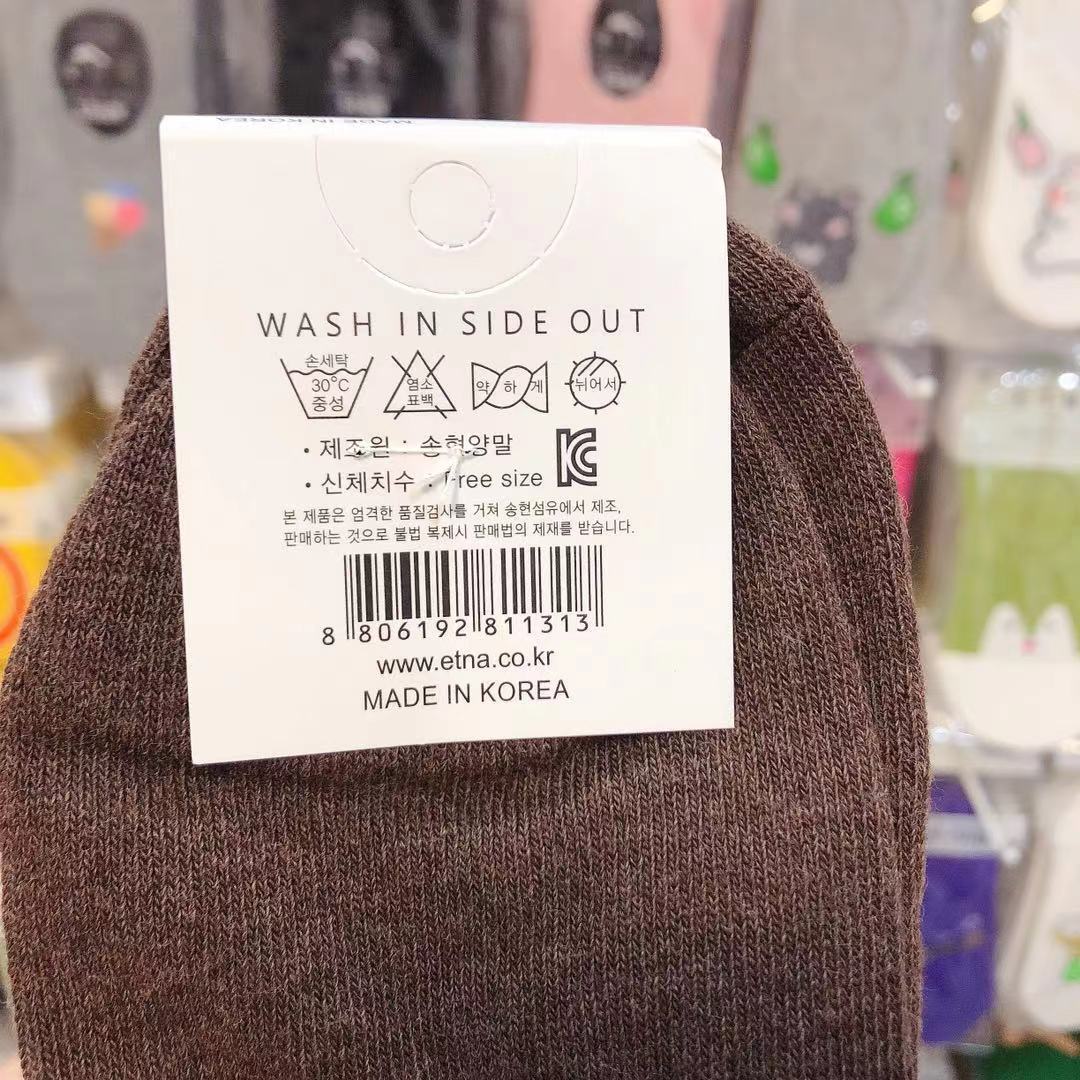 MADE IN KOREA
WASH IN SIDE OUT
손세탁
30°C
중성
염소
표백
약하게
뉘어서
• 제조원 : 송현양말
• 신체치수 : Free size
본 제품은 엄격한 품질검사를 거쳐 송현섬유에서 제조,
판매하는 것으로 불법 복제시 판매법의 제재를 받습니다.
8 806192 811313
www.etna.co.kr
MADE IN KOREA